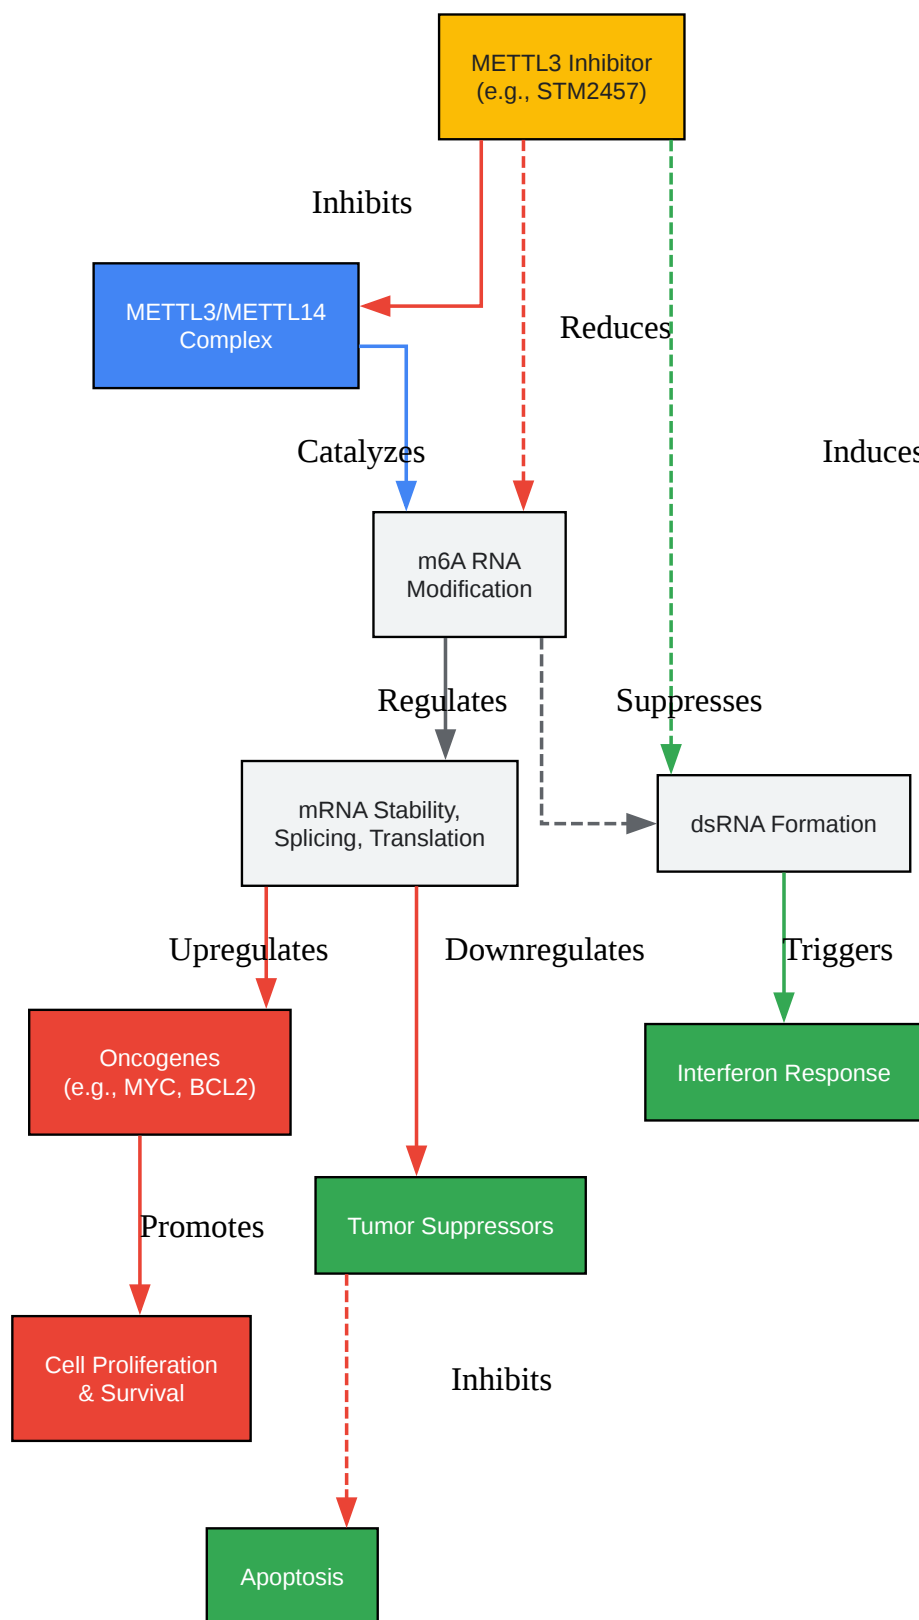 METTL3 Inhibitor
(e.g., STM2457)
Inhibits
METTL3/METTL14
Complex
Reduces
Catalyzes
Induces
m6A RNA
Modification
Regulates
Suppresses
mRNA Stability,
Splicing, Translation
dsRNA Formation
Upregulates
Downregulates
Triggers
Oncogenes
(e.g., MYC, BCL2)
Interferon Response
Promotes
Tumor Suppressors
Cell Proliferation
& Survival
Inhibits
Apoptosis